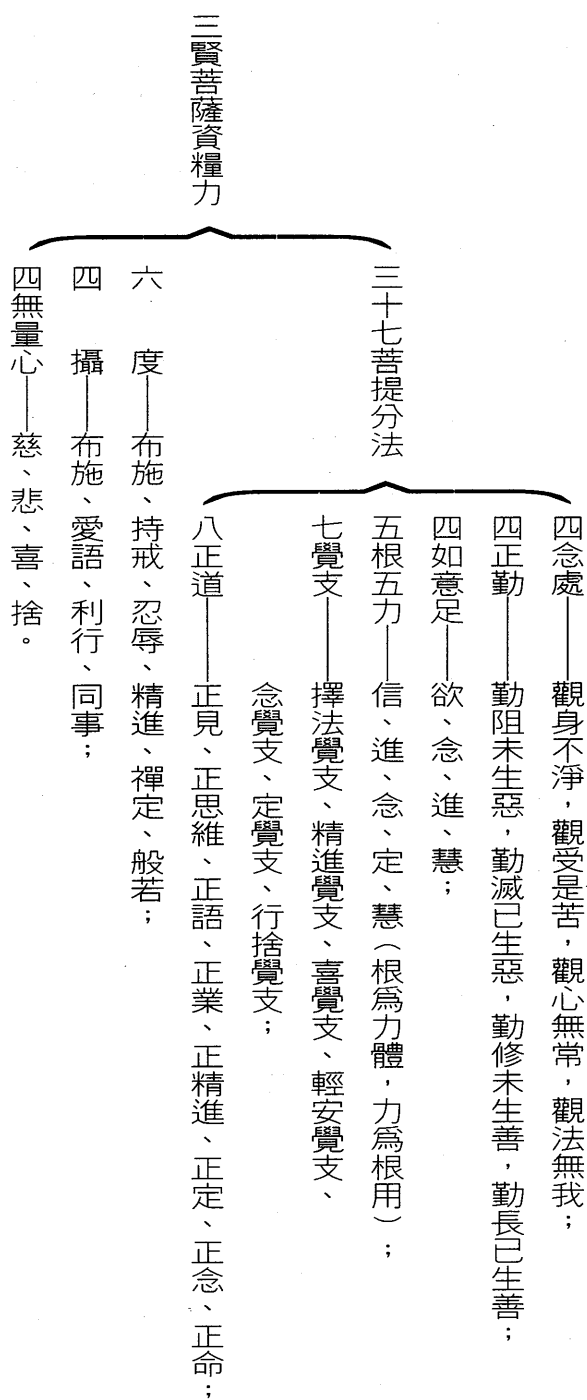 三賢菩薩資糧力
三十七菩提分法
四念處——觀身不淨，觀受是苦，觀心無常，觀法無我；
四正勤——勤阻未生惡，勤滅已生惡，勤修未生善，勤長已生善；
四如意足——欲、念、進、慧；
五根五力——信、進、念、定、慧（根爲力體，力爲根用）；
七覺支——擇法覺支、精進覺支、喜覺支、輕安覺支、
念覺支、定覺支、行捨覺支；
八正道——正見、正思維、正語、正業、正精進、正定、正念、正命；
六　度——布施、持戒、忍辱、精進、禪定、般若；
四　攝——布施、愛語、利行、同事；
四無量心——慈、悲、喜、捨。